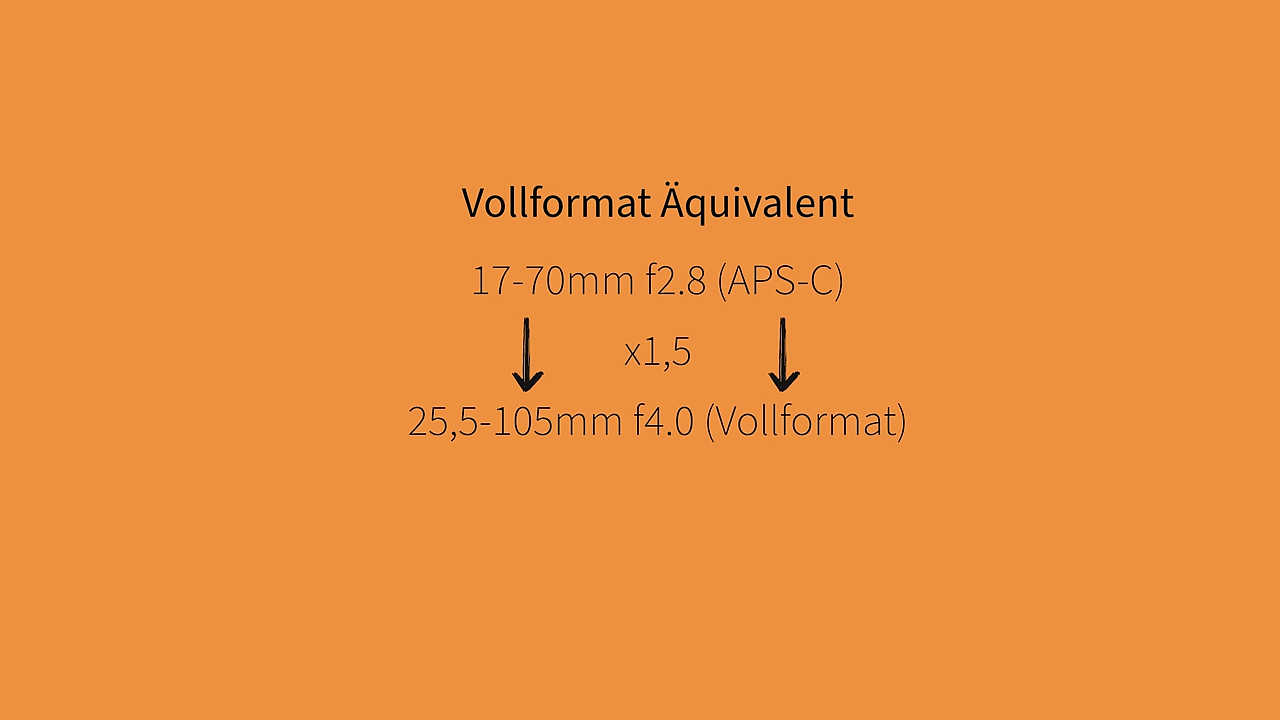 Vollformat Äquivalent
17-70mm f2.8 (APS-C)
x1,5
25,5-105mm f4.0 (Vollformat)